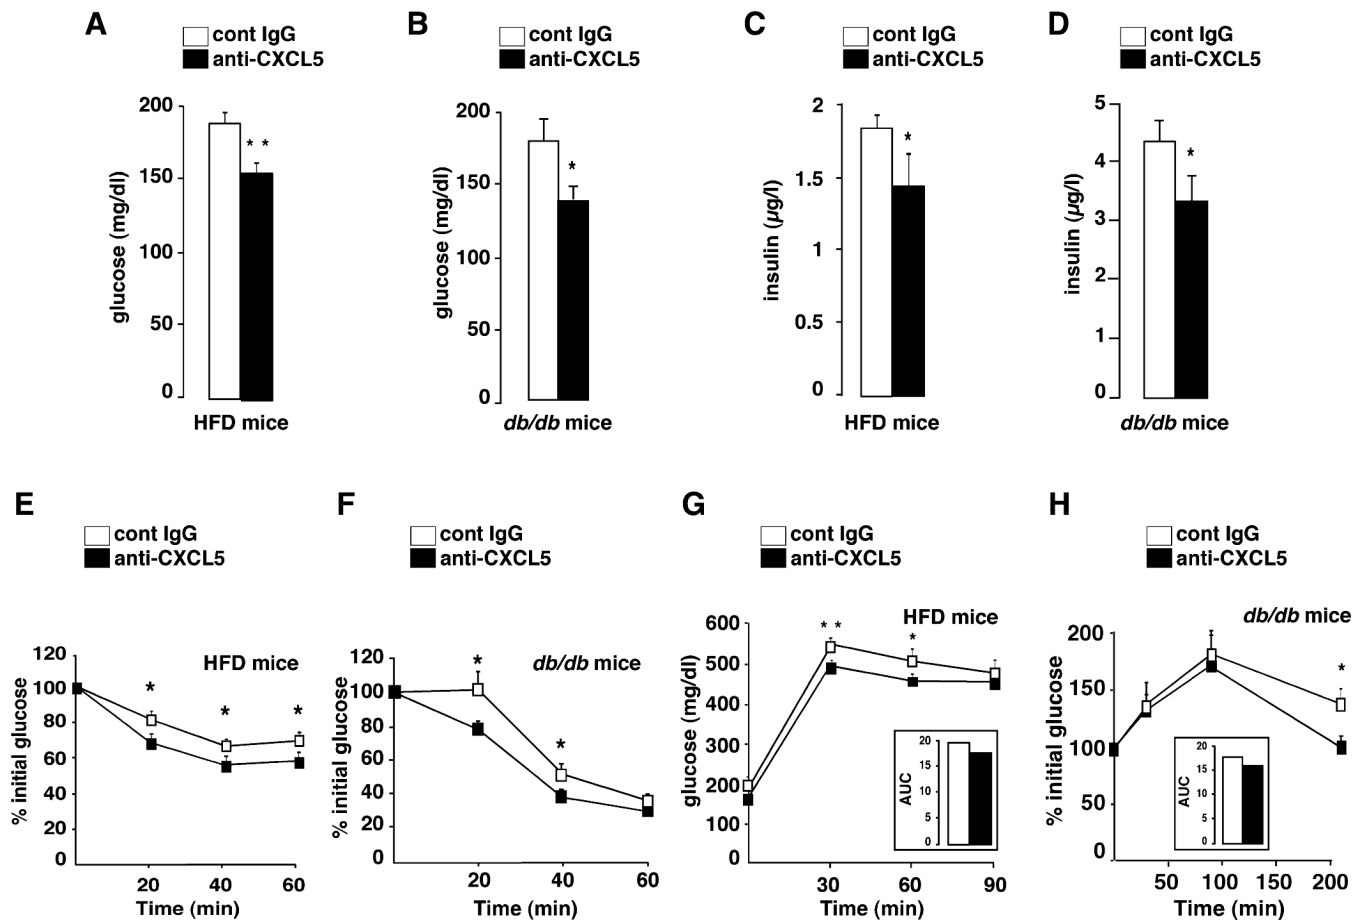 A
cont IgG
anti-CXCL5
200
150
100
50
0
glucose (mg/dl)
* *
HFD mice
B
cont IgG
anti-CXCL5
200
150
100
50
0
glucose (mg/dl)
*
db/db mice
C
cont IgG
anti-CXCL5
2
1.5
1
0.5
0
insulin (µg/l)
*
HFD mice
D
cont IgG
anti-CXCL5
5
4
3
2
1
0
insulin (µg/l)
*
db/db mice
E
cont IgG
anti-CXCL5
HFD mice
120
100
80
60
40
20
0
% initial glucose
* * *
20 40 60
Time (min)
F
cont IgG
anti-CXCL5
db/db mice
120
100
80
60
40
20
0
% initial glucose
* *
20 40 60
Time (min)
G
cont IgG
anti-CXCL5
HFD mice
600
500
400
300
200
100
0
glucose (mg/dl)
* * *
AUC
20
15
10
5
0
30 60 90
Time (min)
H
cont IgG
anti-CXCL5
db/db mice
200
150
100
50
0
% initial glucose
*
AUC
20
15
10
5
0
50 100 150 200
Time (min)